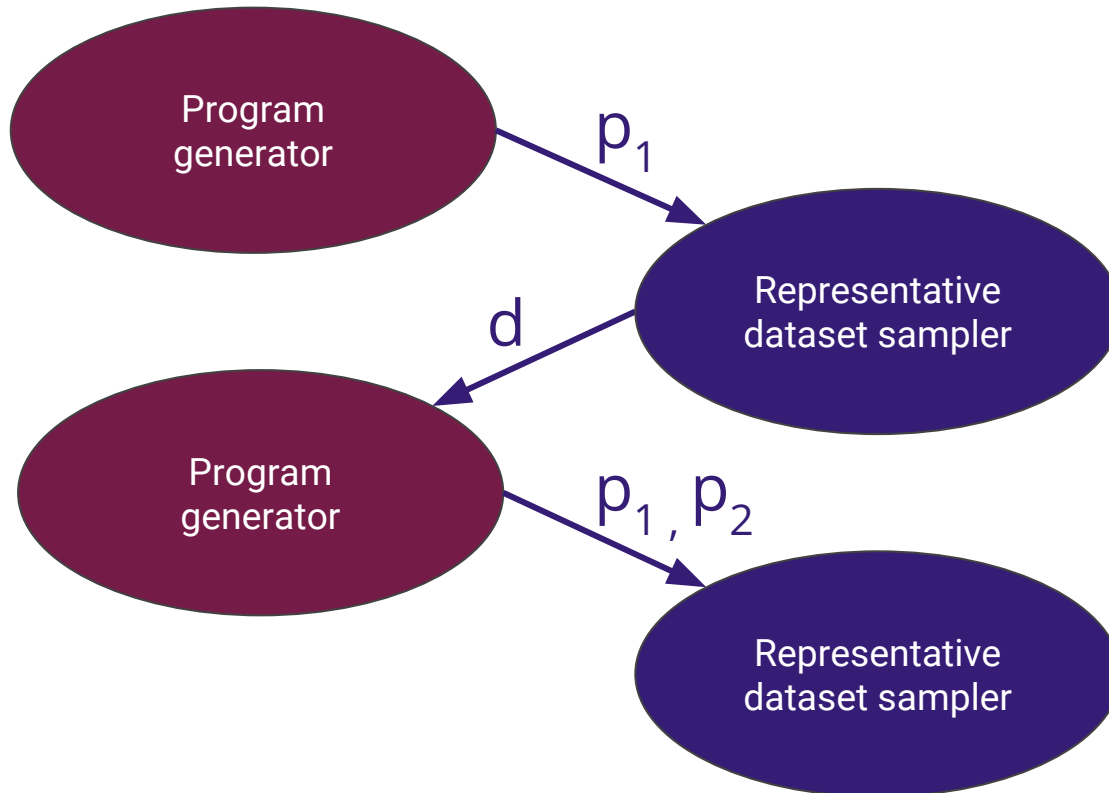 Program
generator
p₁
Representative
dataset sampler
d
Program
generator
p₁ , p₂
Representative
dataset sampler